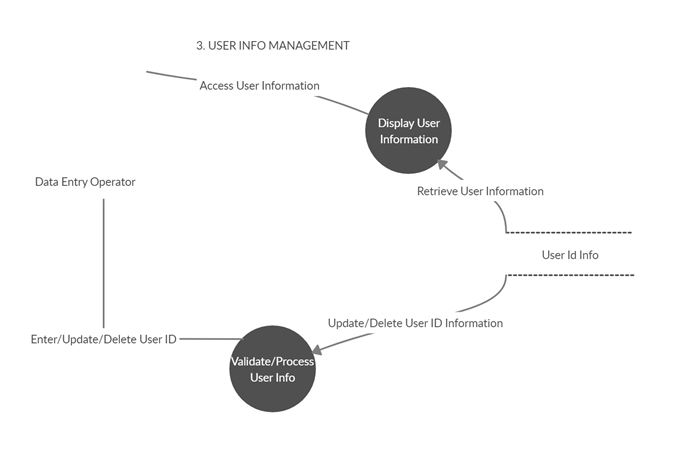 3. USER INFO MANAGEMENT
Access User Information
Display User
Information
Data Entry Operator
Retrieve User Information
User Id Info
Update/Delete User ID Information
Enter/Update/Delete User ID
Validate/Process
User Info